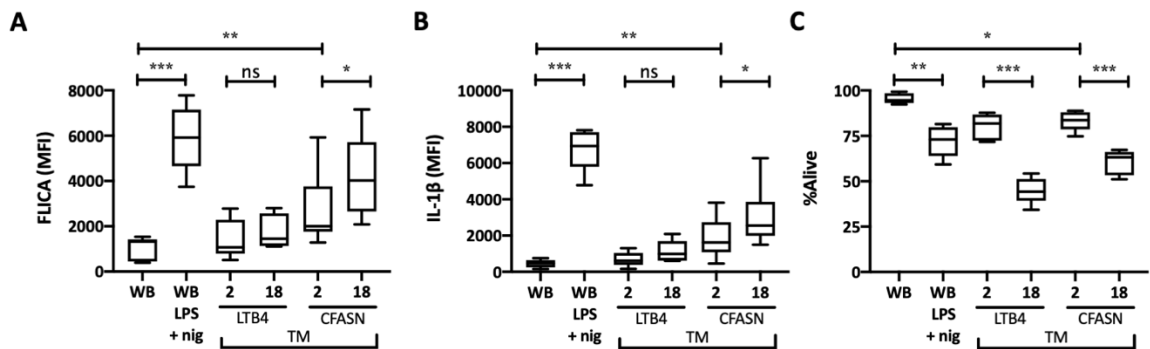 A
**
***
ns
*
FLICA (MFI)
8000
6000
4000
2000
0
WB
WB
LPS
+ nig
2 18 2 18
LTB4 CFASN
TM
B
**
***
ns
*
IL-1β (MFI)
10000
8000
6000
4000
2000
0
WB
WB
LPS
+ nig
2 18 2 18
LTB4 CFASN
TM
C
*
**
***
***
%Alive
100
75
50
25
0
WB
WB
LPS
+ nig
2 18 2 18
LTB4 CFASN
TM